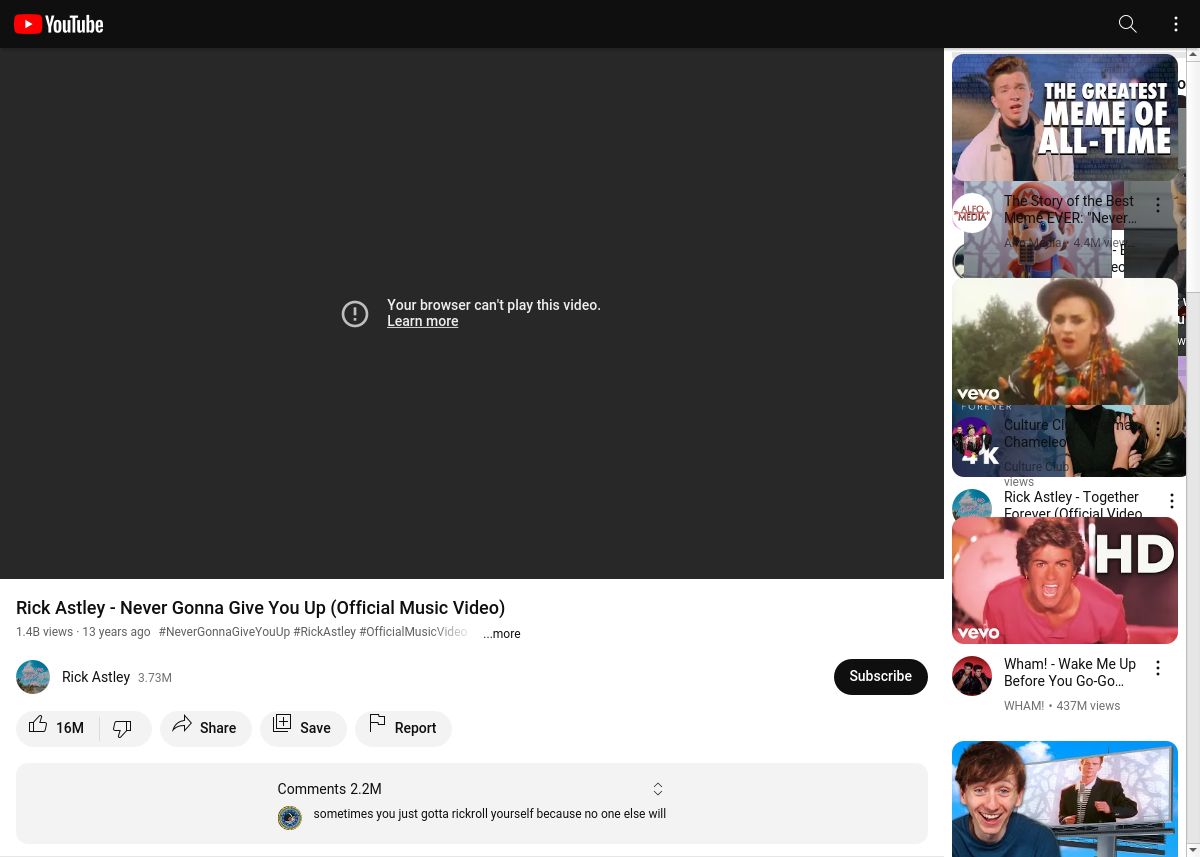 YouTube
Your browser can't play this video.
Learn more
Rick Astley - Never Gonna Give You Up (Official Music Video)
1.4B views · 13 years ago #NeverGonnaGiveYouUp #RickAstley #OfficialMusicVideo ...more
Rick Astley 3.73M
Subscribe
16M
Share
Save
Report
Comments 2.2M
sometimes you just gotta rickroll yourself because no one else will
THE GREATEST
MEME OF
ALL-TIME
ALFO
MEDIA
The Story of the Best
Meme EVER: "Never...
Alfo Media • 4.4M views
vevo
FOREVER
4K
Culture Club
Chameleo
Culture Club
views
Rick Astley - Together
Forever (Official Video
HD
vevo
Wham! - Wake Me Up
Before You Go-Go...
WHAM! • 437M views